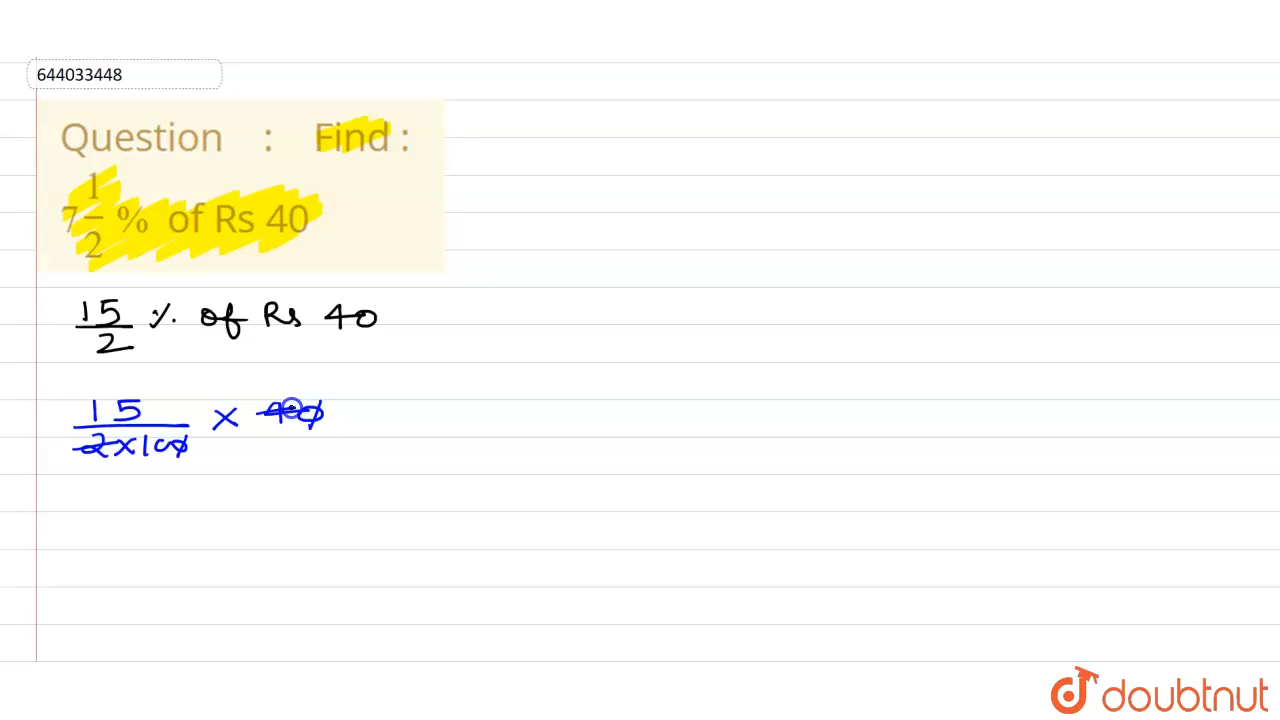 644033448
Question : Find :
7 1/2 % of Rs 40
15/2 % of Rs 40
15/2×100 × 40
doubtnut